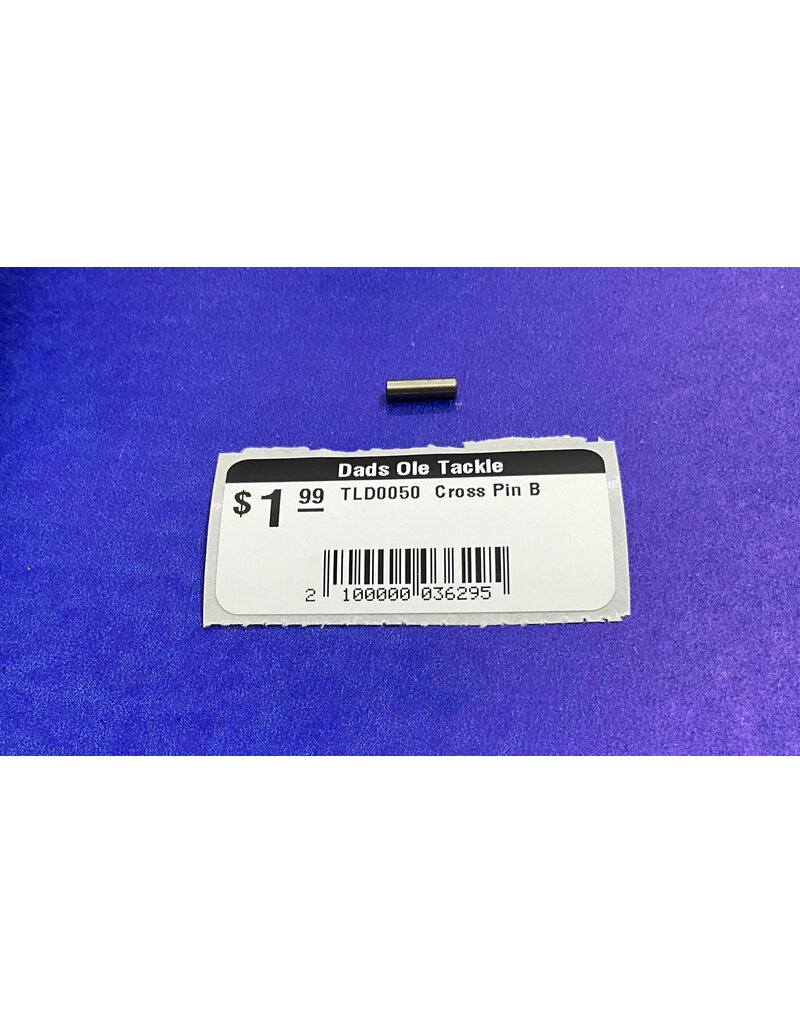 Dads Ole Tackle
$1 99 TLD0050 Cross Pin B
2 100000 036295